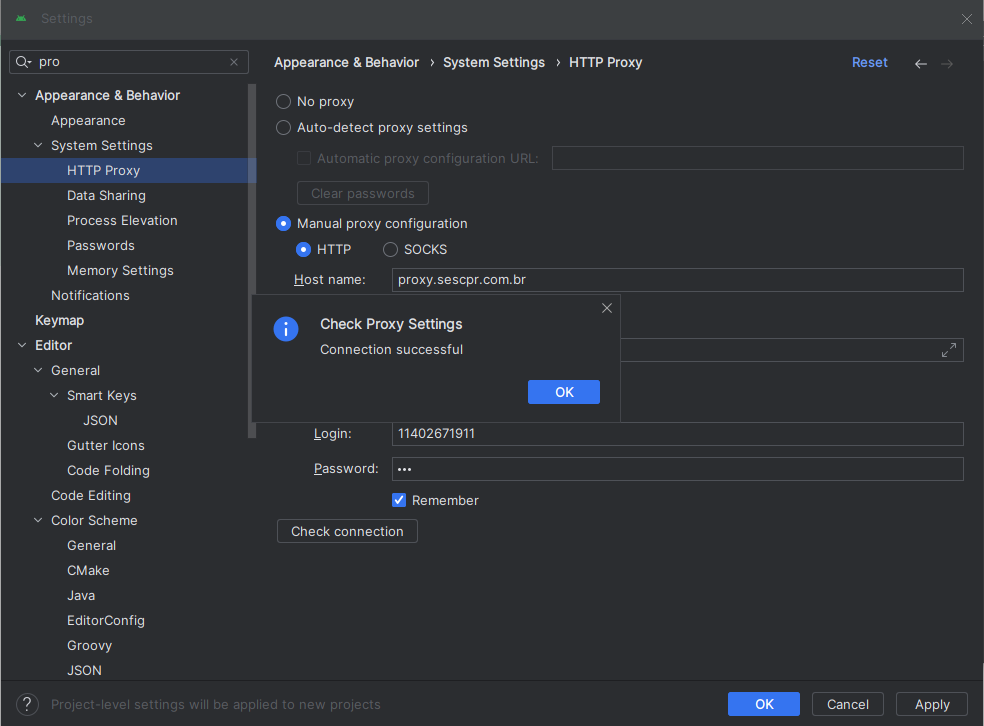 Settings
pro
Appearance & Behavior › System Settings › HTTP Proxy Reset
Appearance & Behavior
Appearance
System Settings
HTTP Proxy
Data Sharing
Process Elevation
Passwords
Memory Settings
Notifications
Keymap
Editor
General
Smart Keys
JSON
Gutter Icons
Code Folding
Code Editing
Color Scheme
General
CMake
Java
EditorConfig
Groovy
JSON
No proxy
Auto-detect proxy settings
Automatic proxy configuration URL:
Clear passwords
Manual proxy configuration
HTTP SOCKS
Host name: proxy.sescpr.com.br
Check Proxy Settings
Connection successful
OK
Login: 11402671911
Password: •••
Remember
Check connection
? Project-level settings will be applied to new projects
OK Cancel Apply